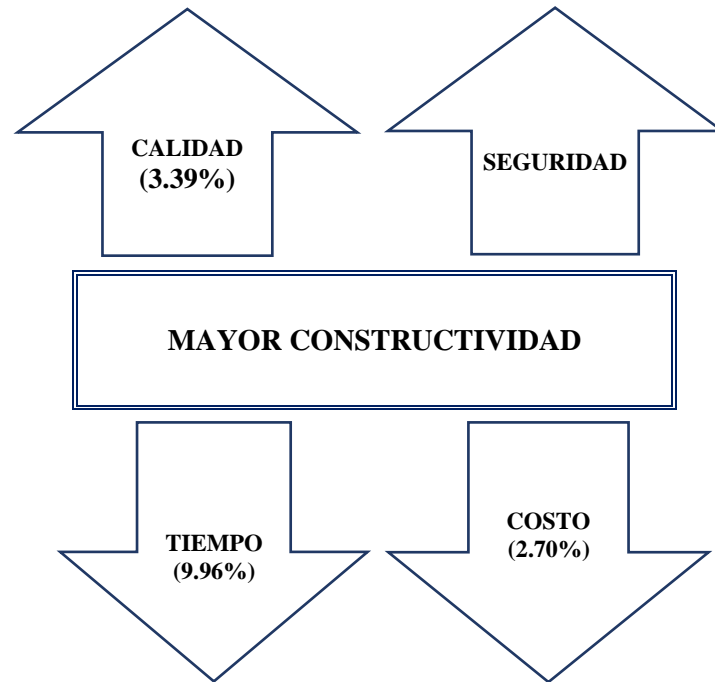 CALIDAD
(3.39%)
SEGURIDAD
MAYOR CONSTRUCTIVIDAD
TIEMPO
(9.96%)
COSTO
(2.70%)